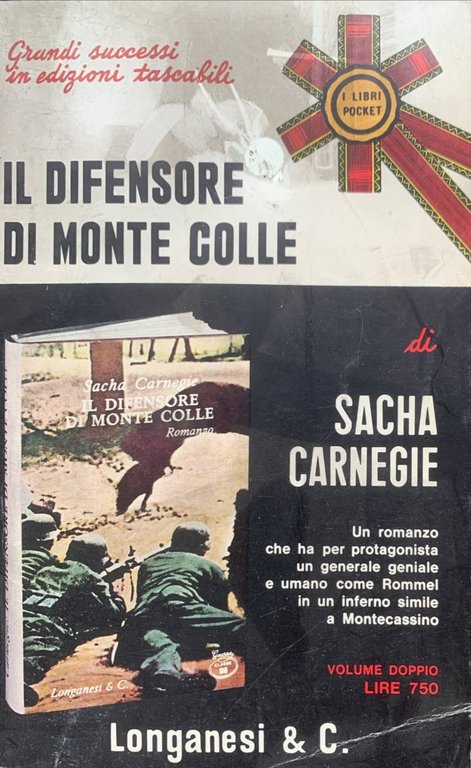 Grandi successi
in edizioni tascabili
I LIBRI
POCKET
IL DIFENSORE
DI MONTE COLLE
di
SACHA
CARNEGIE
Sacha Carnegie
IL DIFENSORE
DI MONTE COLLE
Romanzo
Un romanzo
che ha per protagonista
un generale geniale
e umano come Rommel
in un inferno simile
a Montecassino
VOLUME DOPPIO
LIRE 750
Guerra
Longanesi & C.
Longanesi & C.